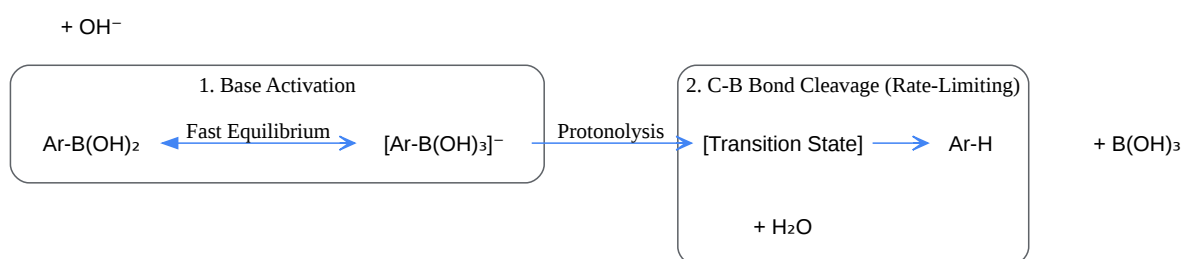 + OH⁻
1. Base Activation
2. C-B Bond Cleavage (Rate-Limiting)
Ar-B(OH)₂
Fast Equilibrium
[Ar-B(OH)₃]⁻
Protonolysis
[Transition State]
Ar-H
+ B(OH)₃
+ H₂O